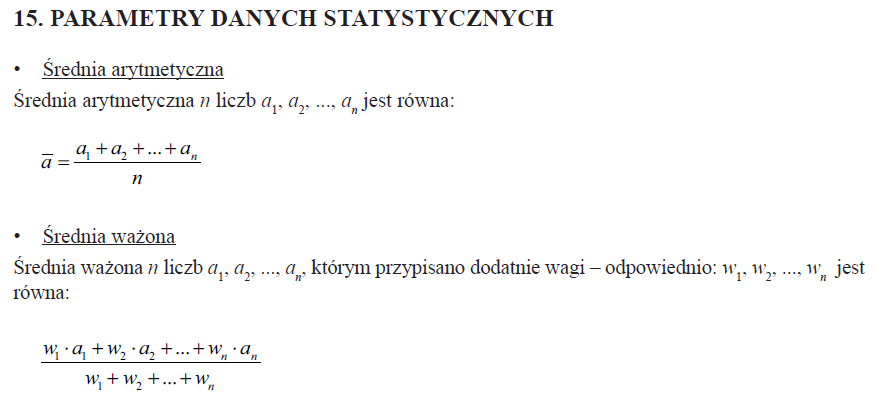 15. PARAMETRY DANYCH STATYSTYCZNYCH
• Średnia arytmetyczna
Średnia arytmetyczna n liczb a₁, a₂, ..., aₙ jest równa:
a̅ = (a₁ + a₂ + ... + aₙ) / n
• Średnia ważona
Średnia ważona n liczb a₁, a₂, ..., aₙ, którym przypisano dodatnie wagi – odpowiednio: w₁, w₂, ..., wₙ jest
równa:
(w₁ · a₁ + w₂ · a₂ + ... + wₙ · aₙ) / (w₁ + w₂ + ... + wₙ)